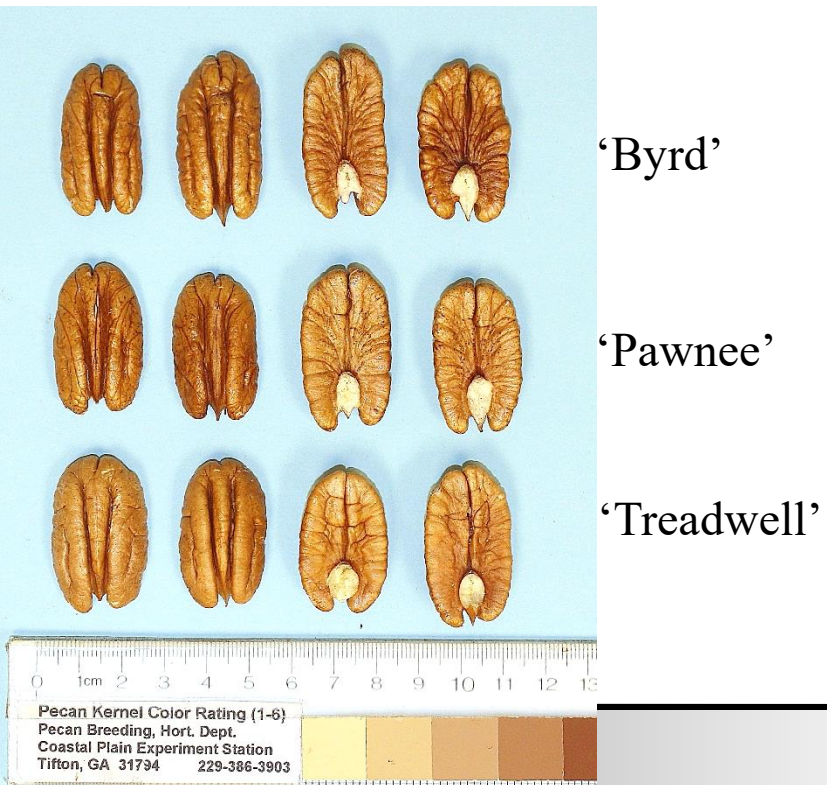 ‘Byrd’
‘Pawnee’
‘Treadwell’
0 1cm 2 3 4 5 6 7 8 9 10 11 12 13
Pecan Kernel Color Rating (1-6)
Pecan Breeding, Hort. Dept.
Coastal Plain Experiment Station
Tifton, GA 31794 229-386-3903